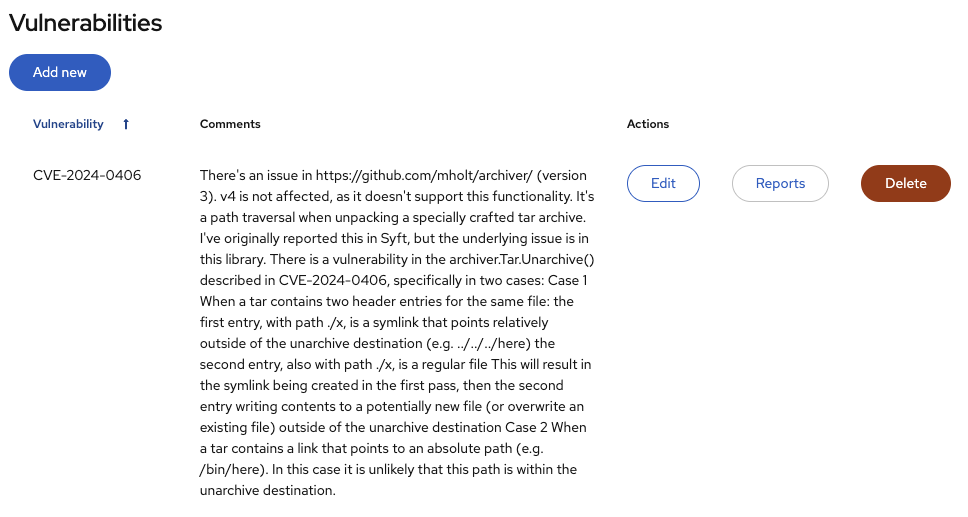 Vulnerabilities
Add new
Vulnerability ↑ Comments Actions
CVE-2024-0406
There's an issue in https://github.com/mholt/archiver/ (version
3). v4 is not affected, as it doesn't support this functionality. It's
a path traversal when unpacking a specially crafted tar archive.
I've originally reported this in Syft, but the underlying issue is in
this library. There is a vulnerability in the archiver.Tar.Unarchive()
described in CVE-2024-0406, specifically in two cases: Case 1
When a tar contains two header entries for the same file: the
first entry, with path ./x, is a symlink that points relatively
outside of the unarchive destination (e.g. ../../../here) the
second entry, also with path ./x, is a regular file This will result in
the symlink being created in the first pass, then the second
entry writing contents to a potentially new file (or overwrite an
existing file) outside of the unarchive destination Case 2 When
a tar contains a link that points to an absolute path (e.g.
/bin/here). In this case it is unlikely that this path is within the
unarchive destination.
Edit Reports Delete